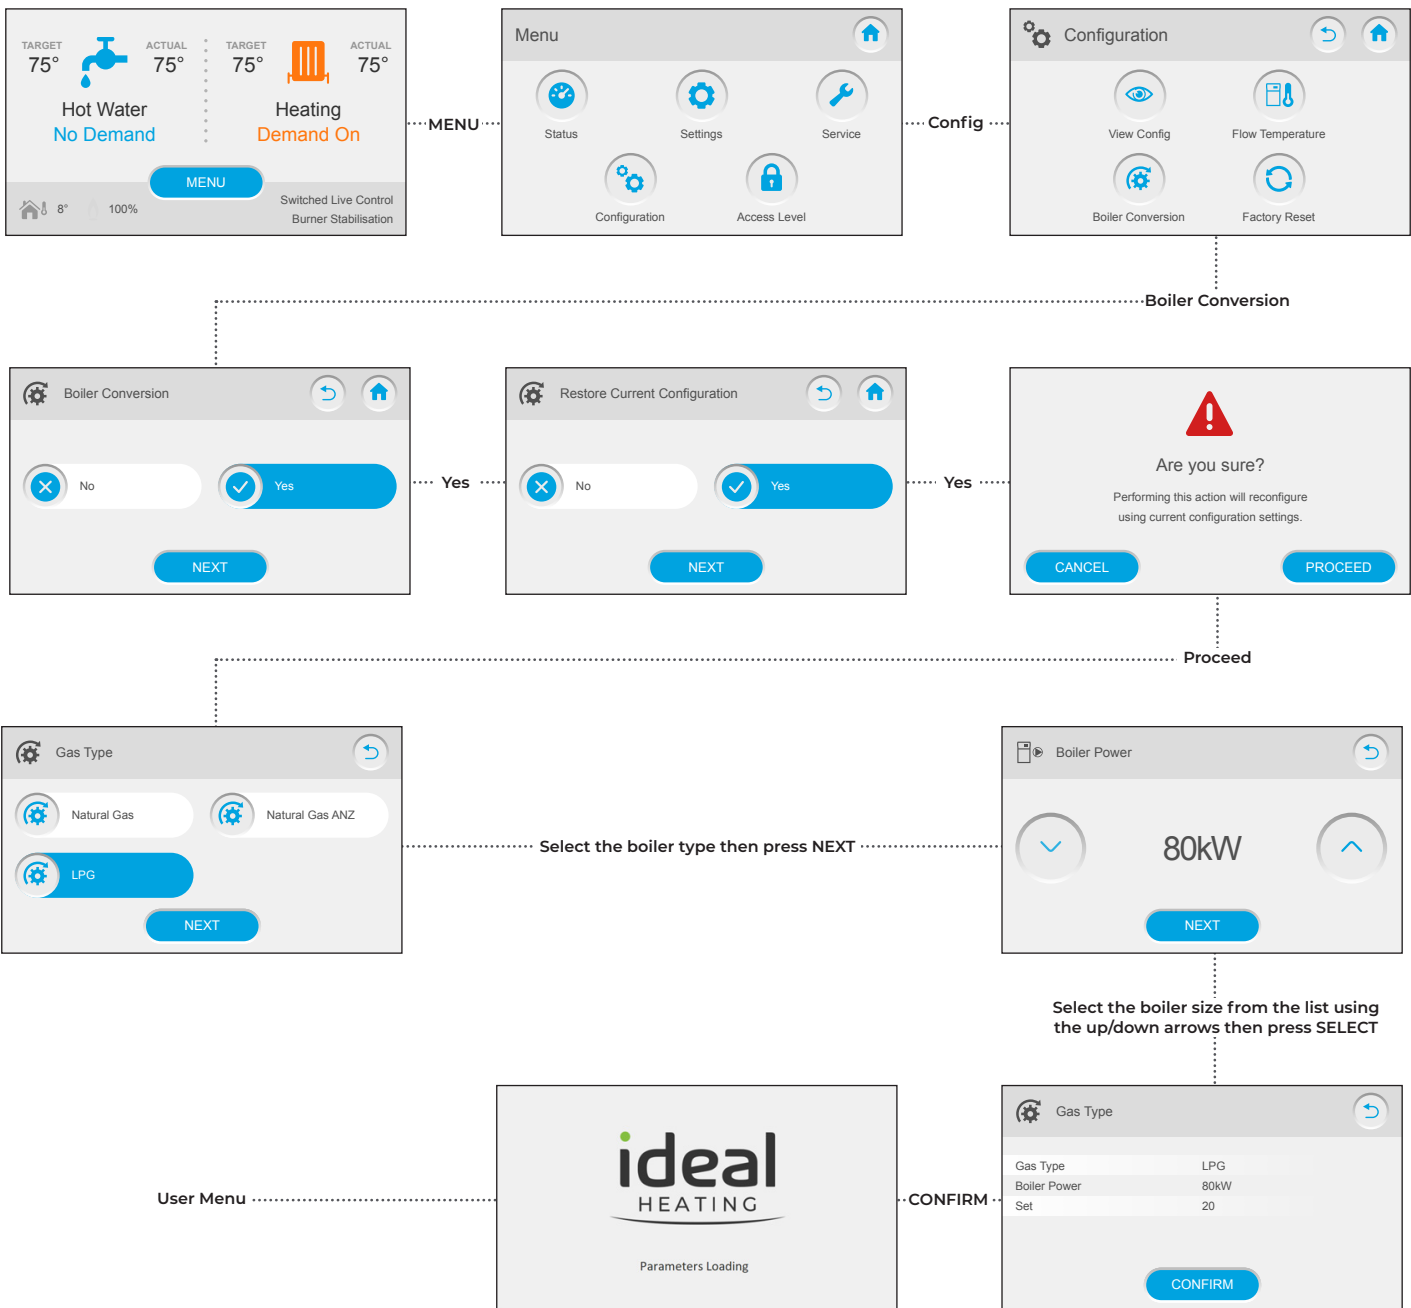 TARGET
75°
ACTUAL
75°
Hot Water
No Demand
TARGET
75°
ACTUAL
75°
Heating
Demand On
MENU
8°
100%
Switched Live Control
Burner Stabilisation
MENU
Menu
Status
Settings
Service
Configuration
Access Level
Config
Configuration
View Config
Flow Temperature
Boiler Conversion
Factory Reset
Boiler Conversion
Boiler Conversion
No
Yes
NEXT
Yes
Restore Current Configuration
No
Yes
NEXT
Yes
Are you sure?
Performing this action will reconfigure
using current configuration settings.
CANCEL
PROCEED
Proceed
Gas Type
Natural Gas
Natural Gas ANZ
LPG
NEXT
Select the boiler type then press NEXT
Boiler Power
80kW
NEXT
Select the boiler size from the list using
the up/down arrows then press SELECT
Gas Type
Gas Type LPG
Boiler Power 80kW
Set 20
CONFIRM
CONFIRM
ideal
HEATING
Parameters Loading
User Menu